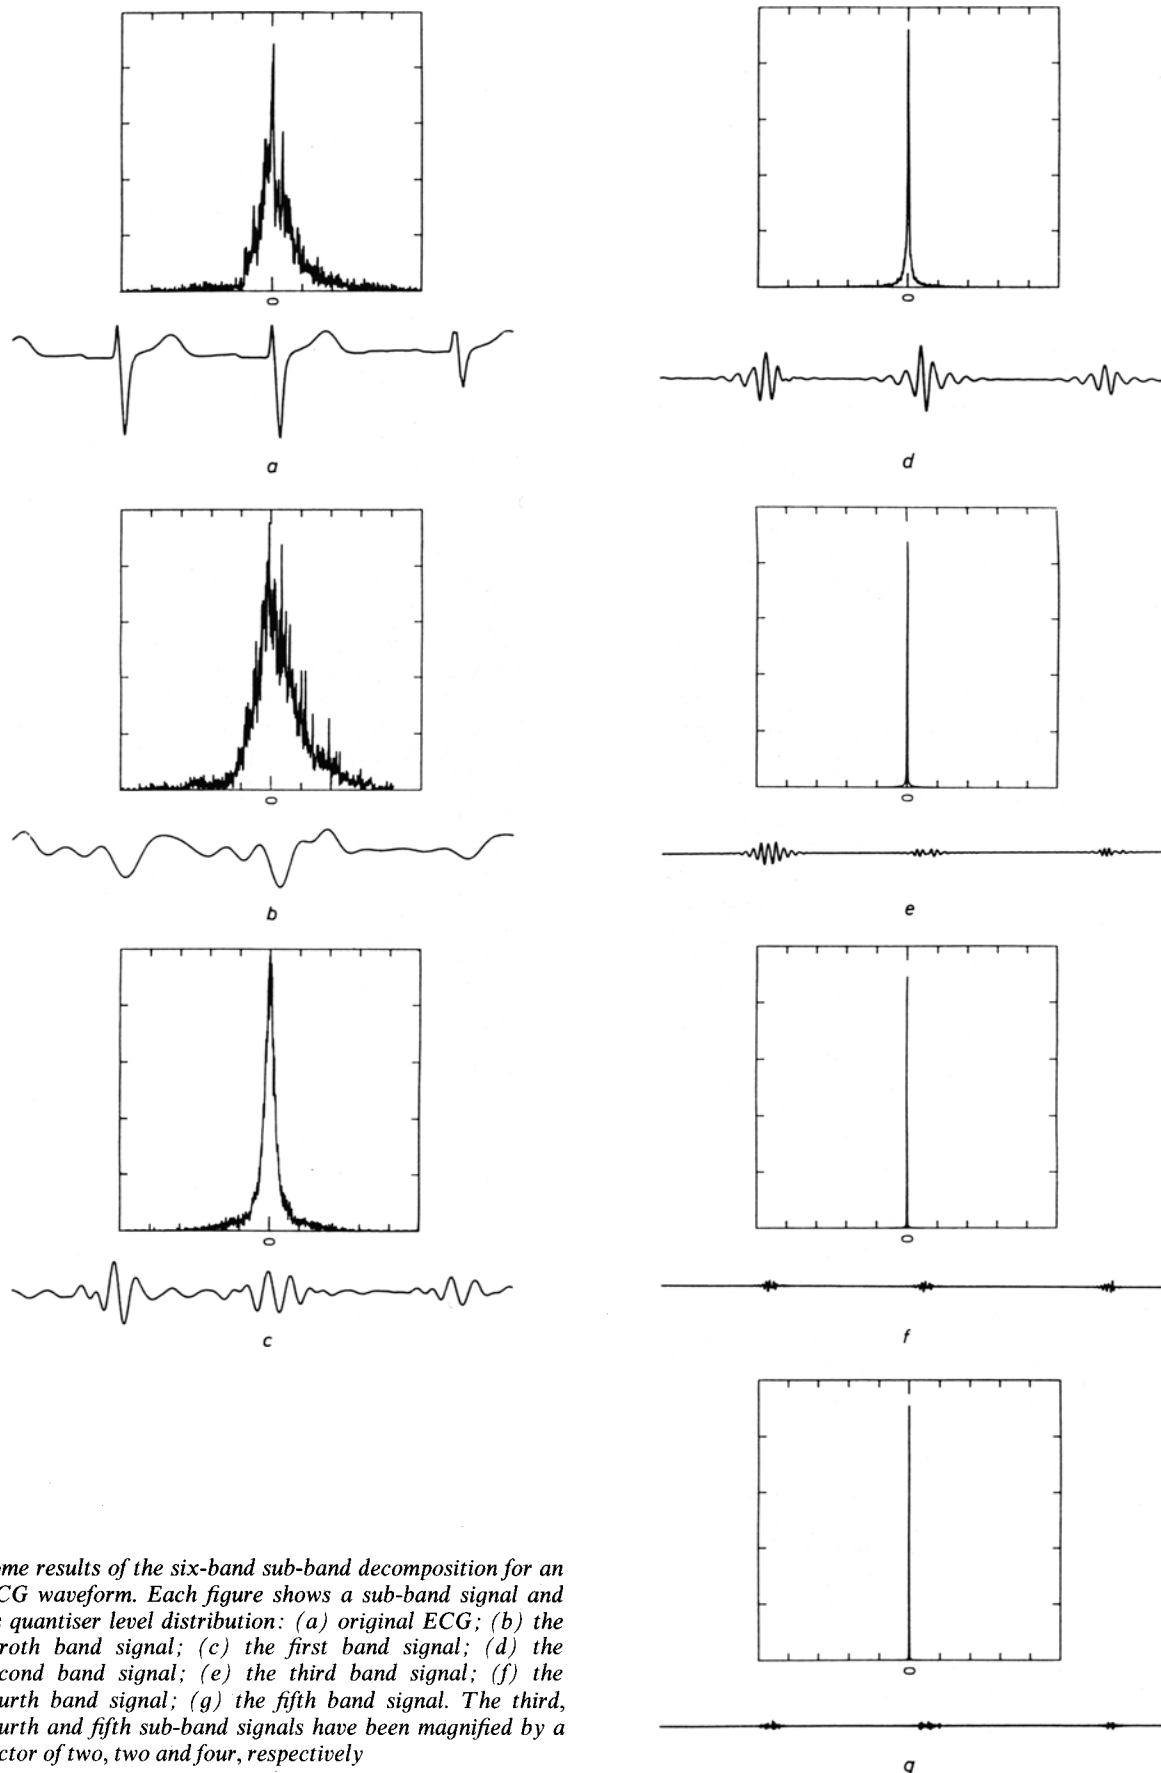 0
a
0
b
0
c
0
d
0
e
0
f
0
g
ome results of the six-band sub-band decomposition for an
CG waveform. Each figure shows a sub-band signal and
s quantiser level distribution: (a) original ECG; (b) the
roth band signal; (c) the first band signal; (d) the
cond band signal; (e) the third band signal; (f) the
urth band signal; (g) the fifth band signal. The third,
urth and fifth sub-band signals have been magnified by a
ctor of two, two and four, respectively